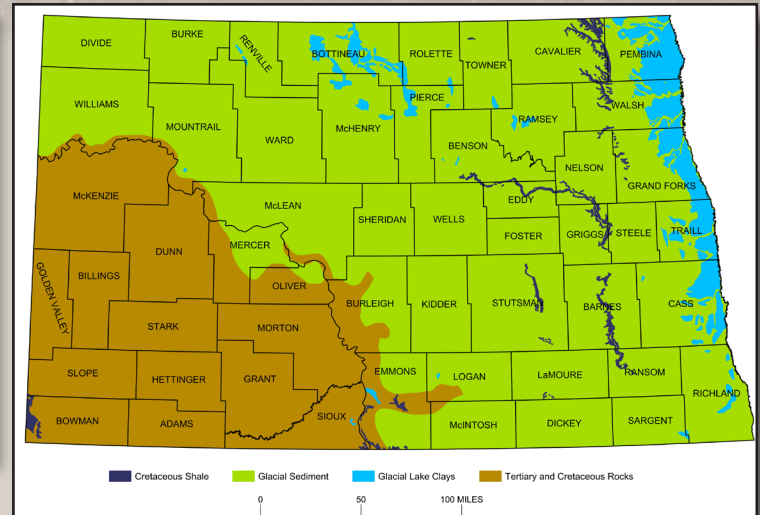 DIVIDE
BURKE
RENVILLE
BOTTINEAU
ROLETTE
TOWNER
CAVALIER
PEMBINA
WILLIAMS
MOUNTRAIL
WARD
McHENRY
PIERCE
BENSON
RAMSEY
WALSH
NELSON
GRAND FORKS
McKENZIE
McLEAN
SHERIDAN
WELLS
EDDY
FOSTER
GRIGGS
STEELE
TRAILL
DUNN
MERCER
OLIVER
GOLDEN VALLEY
BILLINGS
STARK
MORTON
BURLEIGH
KIDDER
STUTSMAN
BARNES
CASS
SLOPE
HETTINGER
GRANT
EMMONS
LOGAN
LaMOURE
RANSOM
RICHLAND
BOWMAN
ADAMS
SIOUX
McINTOSH
DICKEY
SARGENT
Cretaceous Shale
Glacial Sediment
Glacial Lake Clays
Tertiary and Cretaceous Rocks
0 50 100 MILES